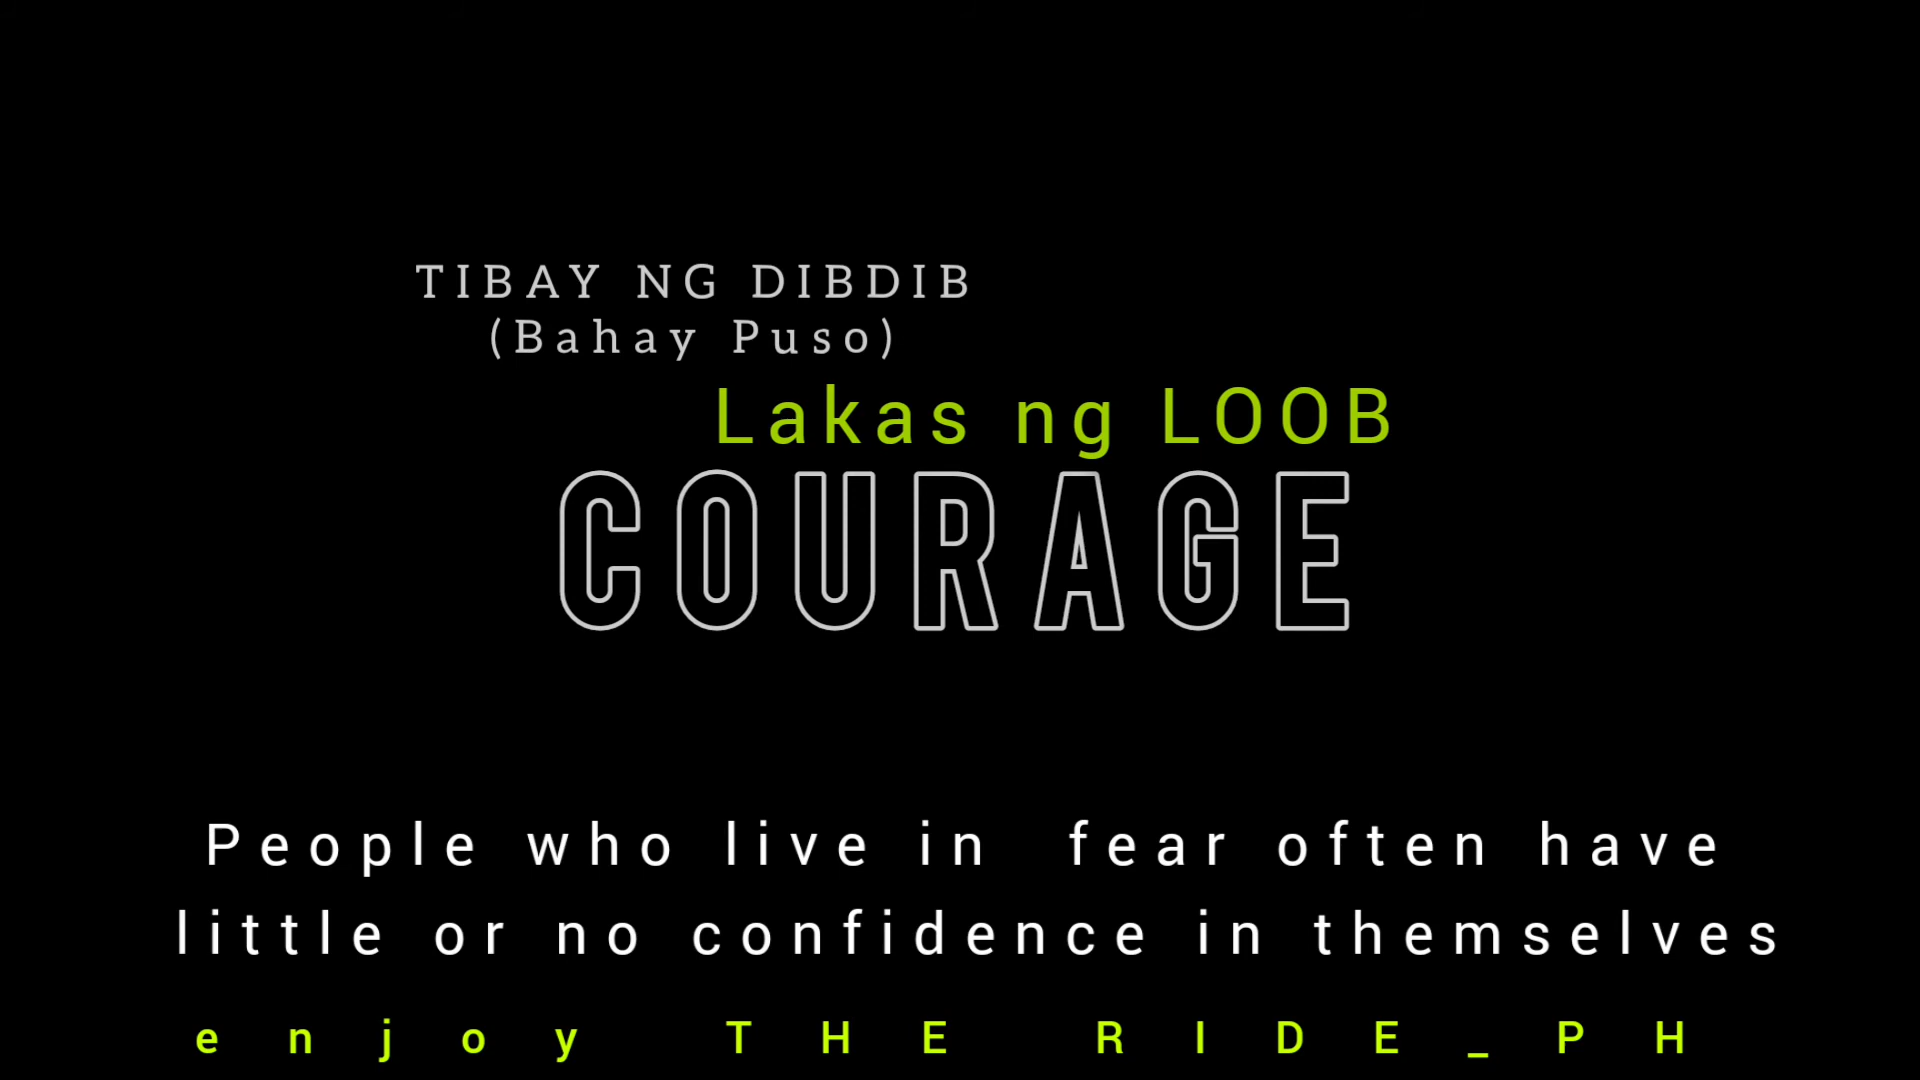 TIBAY NG DIBDIB
(Bahay Puso)
Lakas ng LOOB
COURAGE
People who live in fear often have
little or no confidence in themselves
enjoy THE RIDE_PH